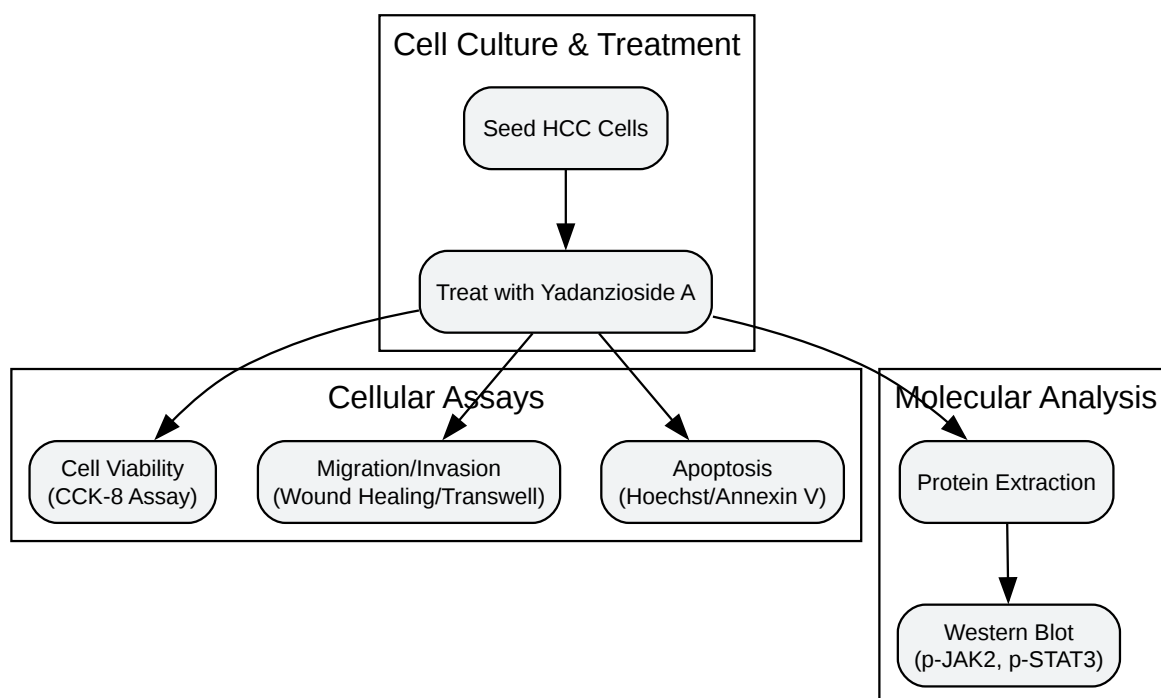 Cell Culture & Treatment
Seed HCC Cells
Treat with Yadanzioside A
Cellular Assays
Cell Viability
(CCK-8 Assay)
Migration/Invasion
(Wound Healing/Transwell)
Apoptosis
(Hoechst/Annexin V)
Molecular Analysis
Protein Extraction
Western Blot
(p-JAK2, p-STAT3)